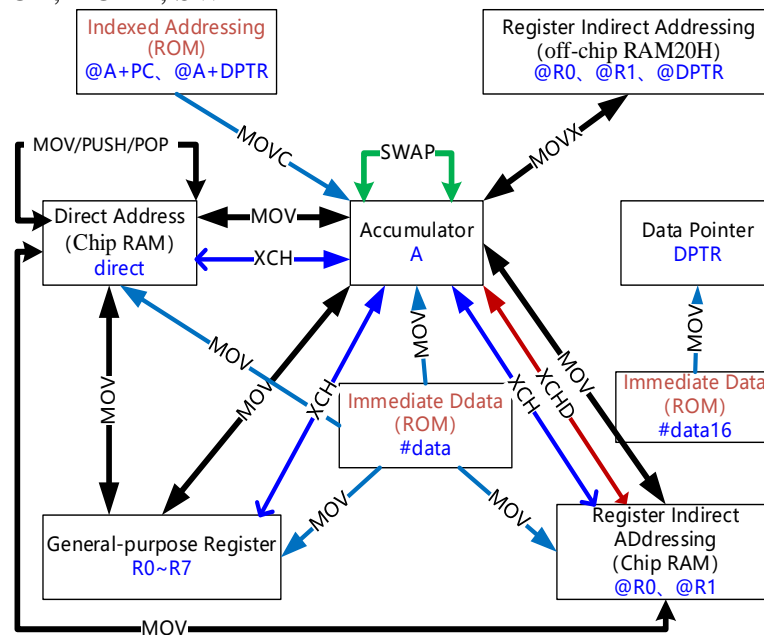 Indexed Addressing
(ROM)
@A+PC、@A+DPTR
Register Indirect Addressing
(off-chip RAM20H)
@R0、@R1、@DPTR
MOVC
MOVX
MOV/PUSH/POP
SWAP
Direct Address
(Chip RAM)
direct
MOV
XCH
Accumulator
A
Data Pointer
DPTR
MOV
MOV
MOV
MOV
XCH
MOV
XCH
XCHD
MOV
Immediate Ddata
(ROM)
#data
Immediate Data
(ROM)
#data16
MOV
MOV
General-purpose Register
R0~R7
Register Indirect
ADdressing
(Chip RAM)
@R0、@R1
MOV